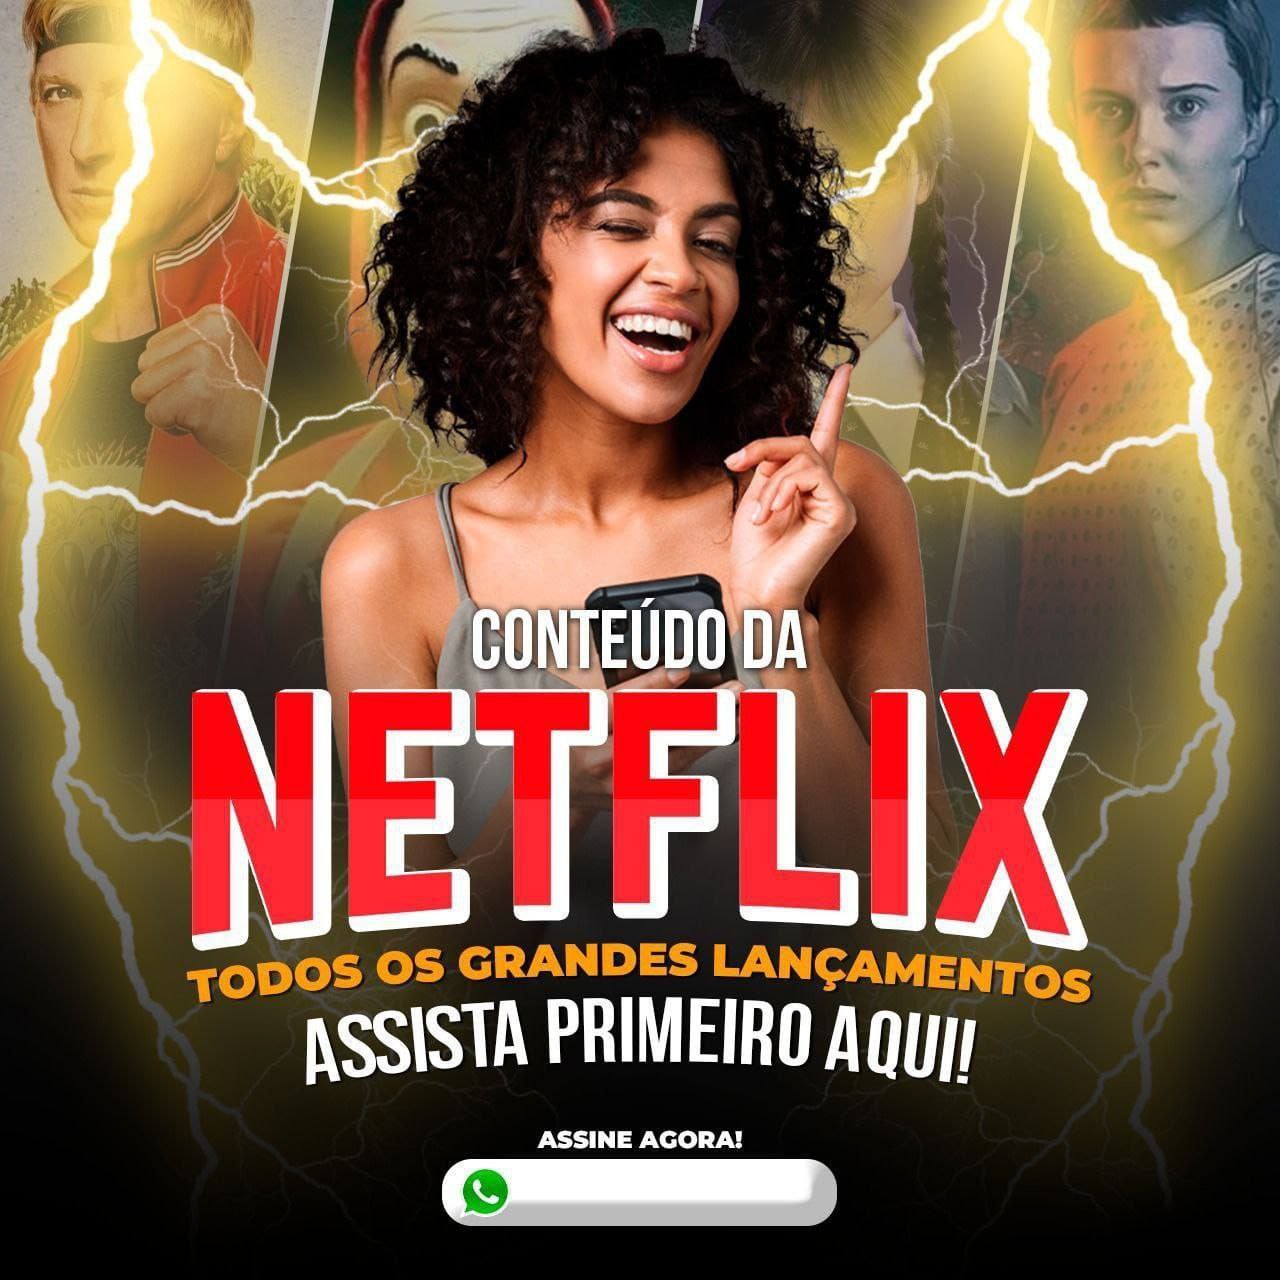 CONTEÚDO DA
NETFLIX
TODOS OS GRANDES LANÇAMENTOS
ASSISTA PRIMEIRO AQUI!
ASSINE AGORA!